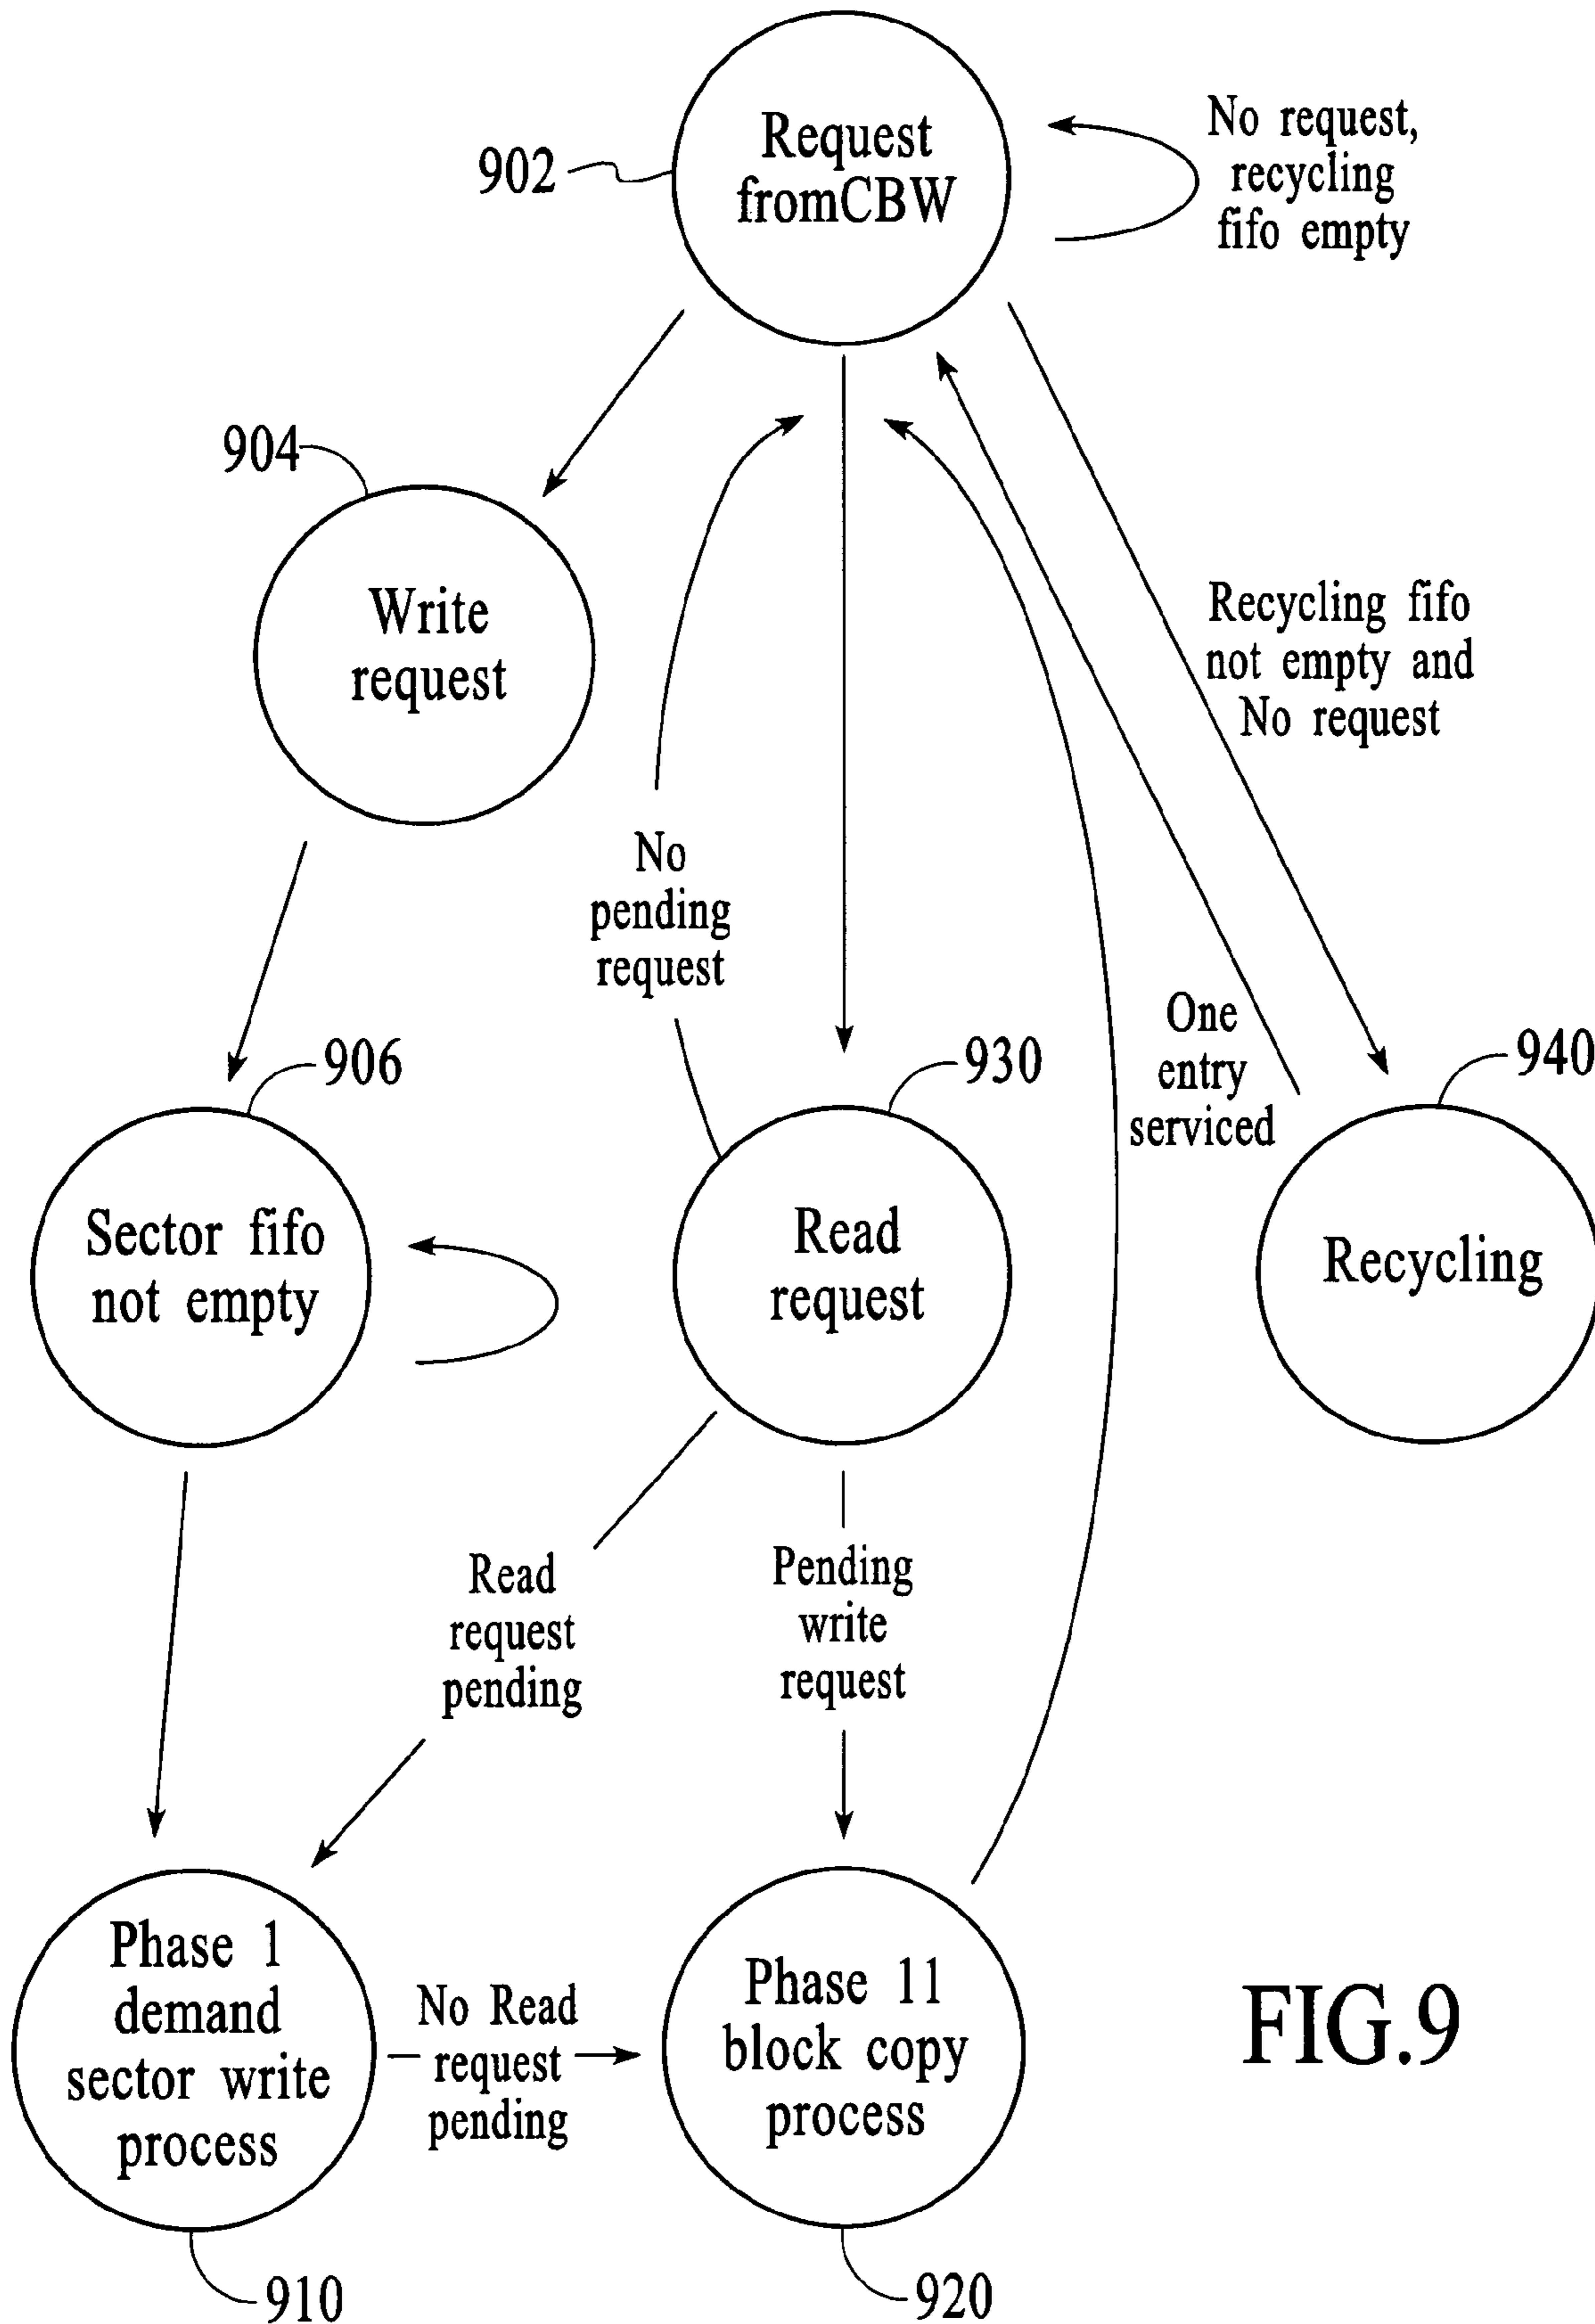 Request
fromCBW
902
No request,
recycling
fifo empty
904
Write
request
No
pending
request
Recycling fifo
not empty and
No request
One
entry
serviced
906
Sector fifo
not empty
930
Read
request
940
Recycling
Read
request
pending
Pending
write
request
Phase 1
demand
sector write
process
No Read
request
pending
Phase 11
block copy
process
910
920
FIG.9